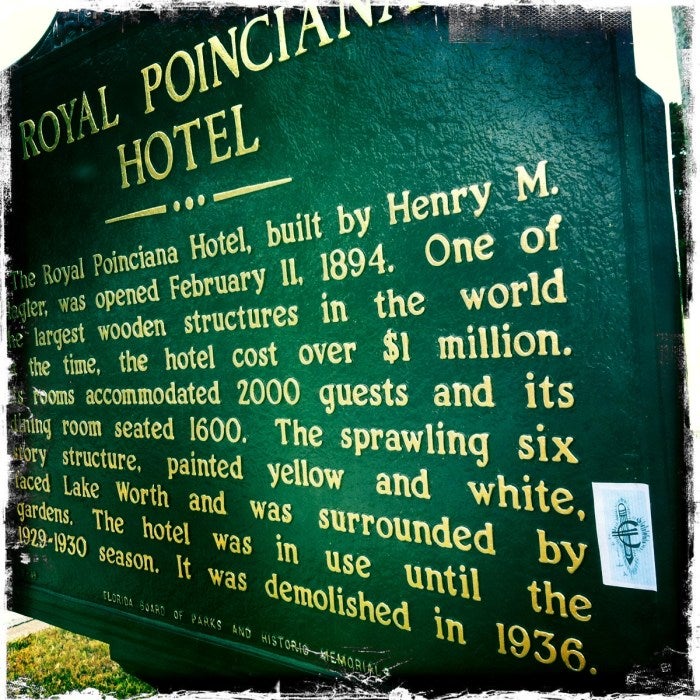 ROYAL POINCIANA
HOTEL
The Royal Poinciana Hotel, built by Henry M.
was opened February 11, 1894. One of
largest wooden structures in the world
the time, the hotel cost over $1 million.
rooms accommodated 2000 guests and its
dining room seated 1600. The sprawling six
story structure, painted yellow and white,
faced Lake Worth and was surrounded by
gardens. The hotel was in use until the
1929-1930 season. It was demolished in 1936.
FLORIDA BOARD OF PARKS AND HISTORIC MEMORIALS